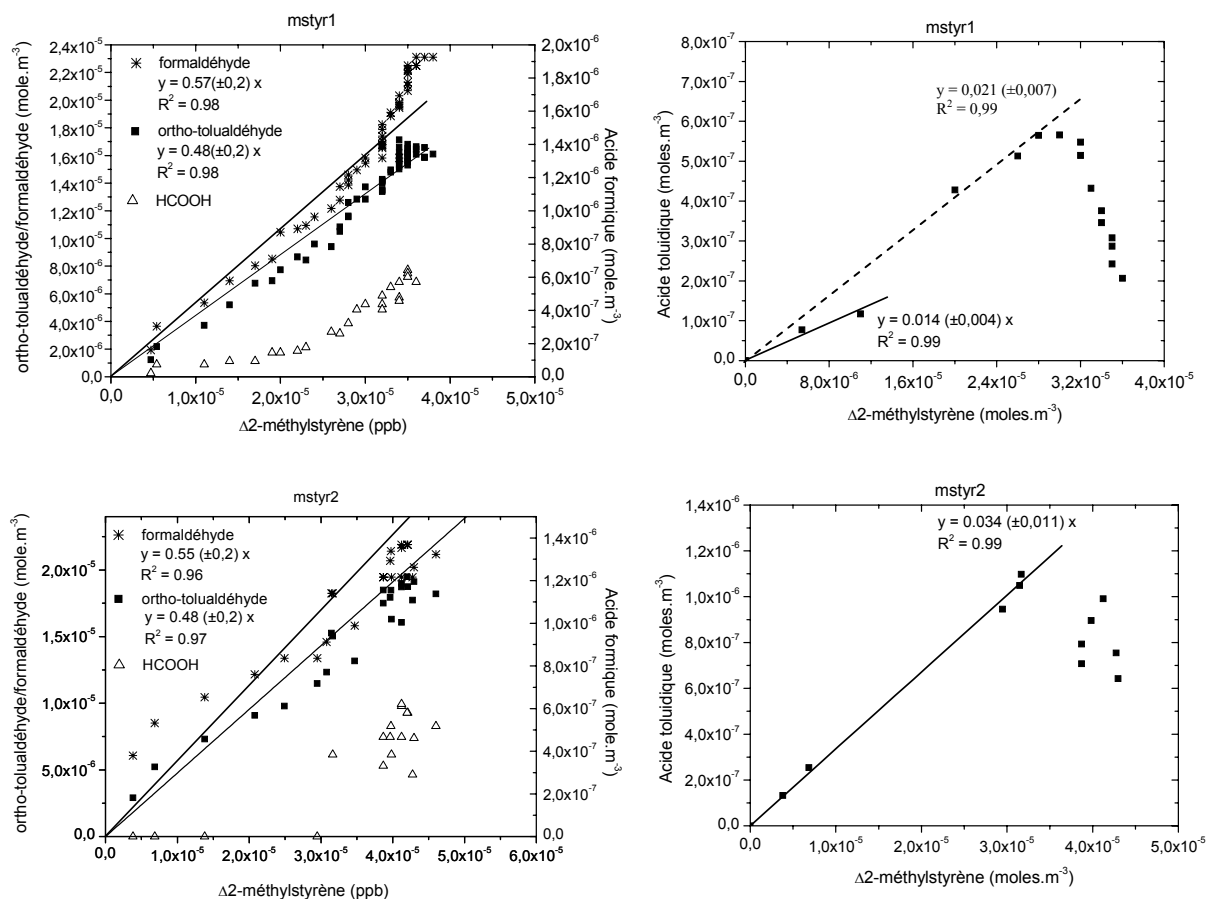 mstyr1
ortho-tolualdéhyde/formaldéhyde (mole.m⁻³)
2,4x10⁻⁵
2,2x10⁻⁵
2,0x10⁻⁵
1,8x10⁻⁵
1,6x10⁻⁵
1,4x10⁻⁵
1,2x10⁻⁵
1,0x10⁻⁵
8,0x10⁻⁶
6,0x10⁻⁶
4,0x10⁻⁶
2,0x10⁻⁶
0,0
formaldéhyde
y = 0.57(±0,2) x
R² = 0.98
ortho-tolualdéhyde
y = 0.48(±0,2) x
R² = 0.98
HCOOH
2,0x10⁻⁶
1,8x10⁻⁶
1,6x10⁻⁶
1,4x10⁻⁶
1,2x10⁻⁶
1,0x10⁻⁶
8,0x10⁻⁷
6,0x10⁻⁷
4,0x10⁻⁷
2,0x10⁻⁷
0,0
Acide formique (mole.m⁻³)
0,0 1,0x10⁻⁵ 2,0x10⁻⁵ 3,0x10⁻⁵ 4,0x10⁻⁵ 5,0x10⁻⁵
Δ2-méthylstyrène (ppb)
mstyr1
Acide toluidique (moles.m⁻³)
8,0x10⁻⁷
7,0x10⁻⁷
6,0x10⁻⁷
5,0x10⁻⁷
4,0x10⁻⁷
3,0x10⁻⁷
2,0x10⁻⁷
1,0x10⁻⁷
0,0
y = 0,021 (±0,007)
R² = 0,99
y = 0.014 (±0,004) x
R² = 0.99
0,0 8,0x10⁻⁶ 1,6x10⁻⁵ 2,4x10⁻⁵ 3,2x10⁻⁵ 4,0x10⁻⁵
Δ2-méthylstyrène (moles.m⁻³)
mstyr2
ortho-tolualdéhyde/formaldéhyde (mole.m⁻³)
2,0x10⁻⁵
1,5x10⁻⁵
1,0x10⁻⁵
5,0x10⁻⁶
0,0
formaldéhyde
y = 0.55 (±0,2) x
R² = 0.96
ortho-tolualdéhyde
y = 0.48 (±0,2) x
R² = 0.97
HCOOH
1,4x10⁻⁶
1,2x10⁻⁶
1,0x10⁻⁶
8,0x10⁻⁷
6,0x10⁻⁷
4,0x10⁻⁷
2,0x10⁻⁷
0,0
Acide formique (mole.m⁻³)
0,0 1,0x10⁻⁵ 2,0x10⁻⁵ 3,0x10⁻⁵ 4,0x10⁻⁵ 5,0x10⁻⁵ 6,0x10⁻⁵
Δ2-méthylstyrène (ppb)
mstyr2
Acide toluidique (moles.m⁻³)
1,4x10⁻⁶
1,2x10⁻⁶
1,0x10⁻⁶
8,0x10⁻⁷
6,0x10⁻⁷
4,0x10⁻⁷
2,0x10⁻⁷
0,0
y = 0.034 (±0,011) x
R² = 0.99
0,0 1,0x10⁻⁵ 2,0x10⁻⁵ 3,0x10⁻⁵ 4,0x10⁻⁵ 5,0x10⁻⁵
Δ2-méthylstyrène (moles.m⁻³)